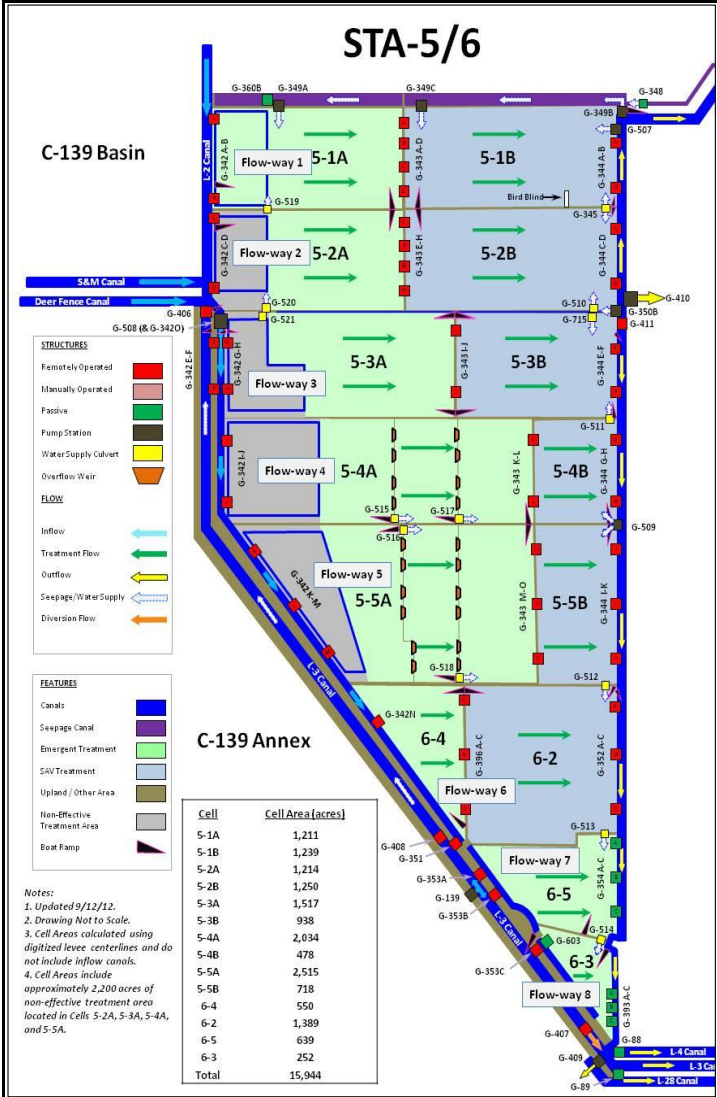 STA-5/6
G-360B
G-349A
G-349C
G-348
G-349B
G-507
C-139 Basin
L-2 Canal
G-342 A-B
Flow-way 1
5-1A
G-343 A-D
5-1B
G-344 A-B
Bird Blind
G-519
G-345
G-342 C-D
Flow-way 2
5-2A
G-343 E-H
5-2B
G-344 C-D
S&M Canal
Deer Fence Canal
G-406
G-520
G-521
G-510
G-715
G-410
G-350B
G-411
G-508 (& G-342O)
G-342 E-F
G-342 G-H
Flow-way 3
5-3A
G-343 I-J
5-3B
G-344 E-F
G-511
STRUCTURES
Remotely Operated
Manually Operated
Passive
Pump Station
Water Supply Culvert
Overflow Weir
FLOW
Inflow
Treatment Flow
Outflow
Seepage/Water Supply
Diversion Flow
G-342 I-J
Flow-way 4
5-4A
G-343 K-L
5-4B
G-344 G-H
G-515
G-517
G-516
G-509
Flow-way 5
G-342 K-M
5-5A
G-343 M-O
5-5B
G-344 I-K
G-518
G-512
L-3 Canal
FEATURES
Canals
Seepage Canal
Emergent Treatment
SAV Treatment
Upland / Other Area
Non-Effective
Treatment Area
Boat Ramp
C-139 Annex
G-342N
6-4
G-396 A-C
6-2
G-352 A-C
Flow-way 6
G-408
G-351
G-513
Flow-way 7
G-353A
G-139
G-353B
6-5
G-354 A-C
L-3 Canal
G-514
G-603
G-353C
6-3
Flow-way 8
G-393 A-C
G-407
G-88
G-409
G-89
L-4 Canal
L-3 Can
L-28 Canal
Cell Cell Area (acres)
5-1A 1,211
5-1B 1,239
5-2A 1,214
5-2B 1,250
5-3A 1,517
5-3B 938
5-4A 2,034
5-4B 478
5-5A 2,515
5-5B 718
6-4 550
6-2 1,389
6-5 639
6-3 252
Total 15,944
Notes:
1. Updated 9/12/12.
2. Drawing Not to Scale.
3. Cell Areas calculated using
digitized levee centerlines and do
not include inflow canals.
4. Cell Areas include
approximately 2,200 acres of
non-effective treatment area
located in Cells 5-2A, 5-3A, 5-4A,
and 5-5A.